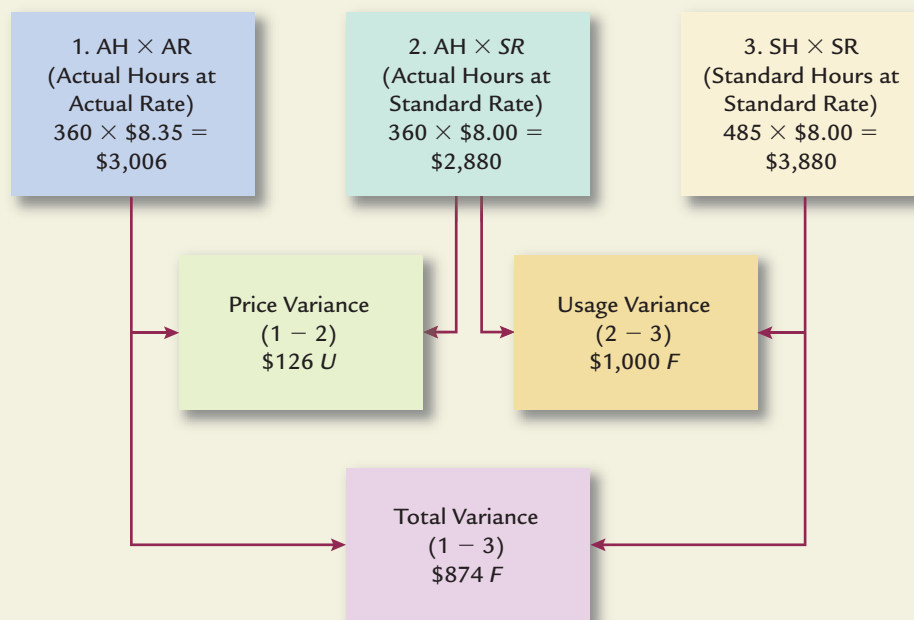 1. AH × AR
(Actual Hours at
Actual Rate)
360 × $8.35 =
$3,006
2. AH × SR
(Actual Hours at
Standard Rate)
360 × $8.00 =
$2,880
3. SH × SR
(Standard Hours at
Standard Rate)
485 × $8.00 =
$3,880
Price Variance
(1 − 2)
$126 U
Usage Variance
(2 − 3)
$1,000 F
Total Variance
(1 − 3)
$874 F